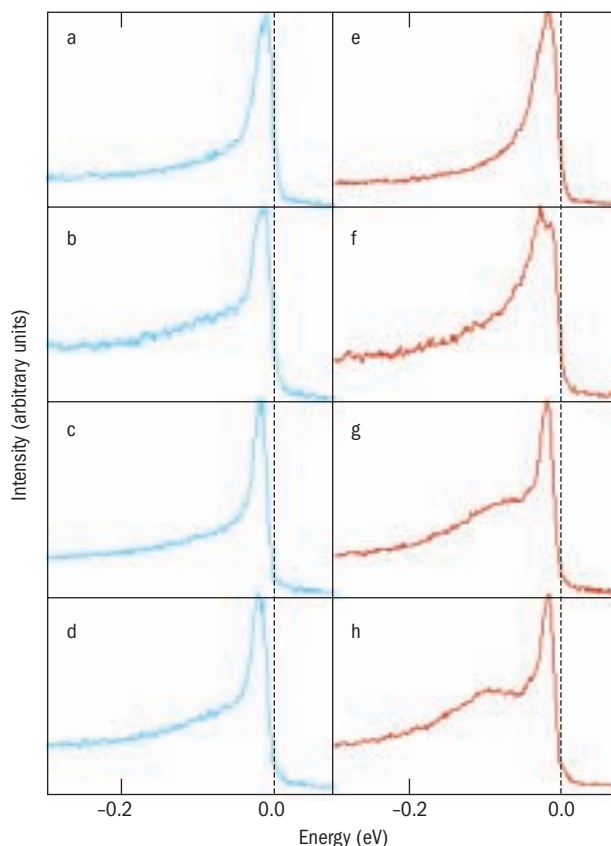 a
e
b
f
Intensity (arbitrary units)
c
g
d
h
–0.2
0.0
–0.2
0.0
Energy (eV)